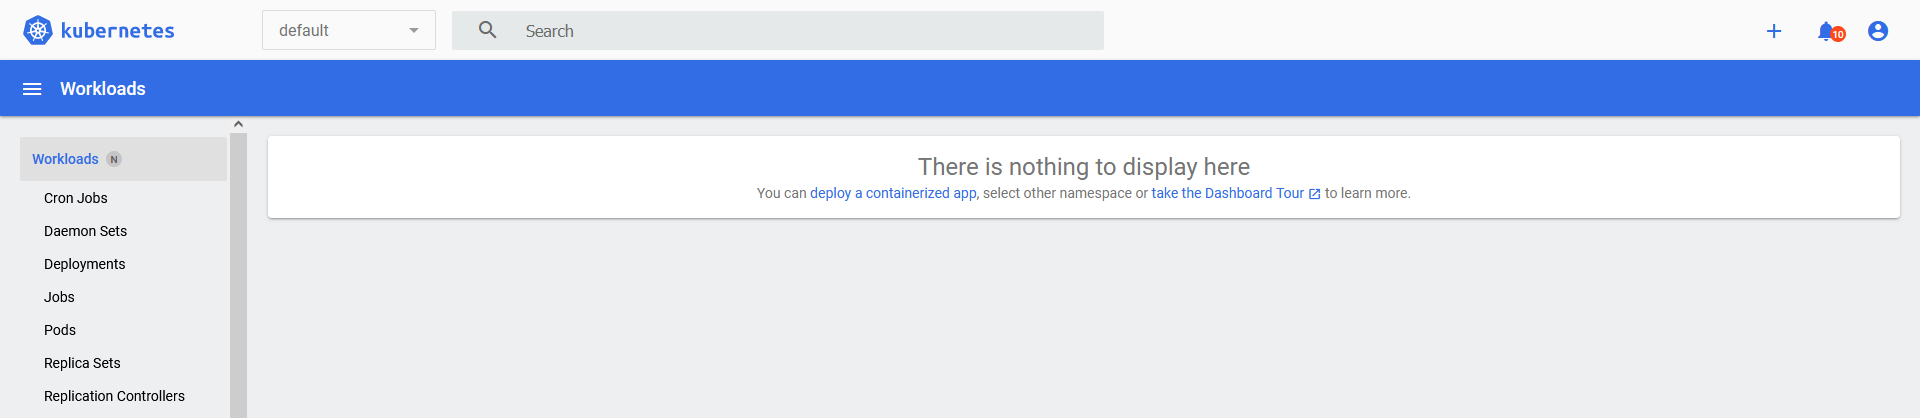 kubernetes
default
Search
10
Workloads
Workloads N
Cron Jobs
Daemon Sets
Deployments
Jobs
Pods
Replica Sets
Replication Controllers
There is nothing to display here
You can deploy a containerized app, select other namespace or take the Dashboard Tour to learn more.